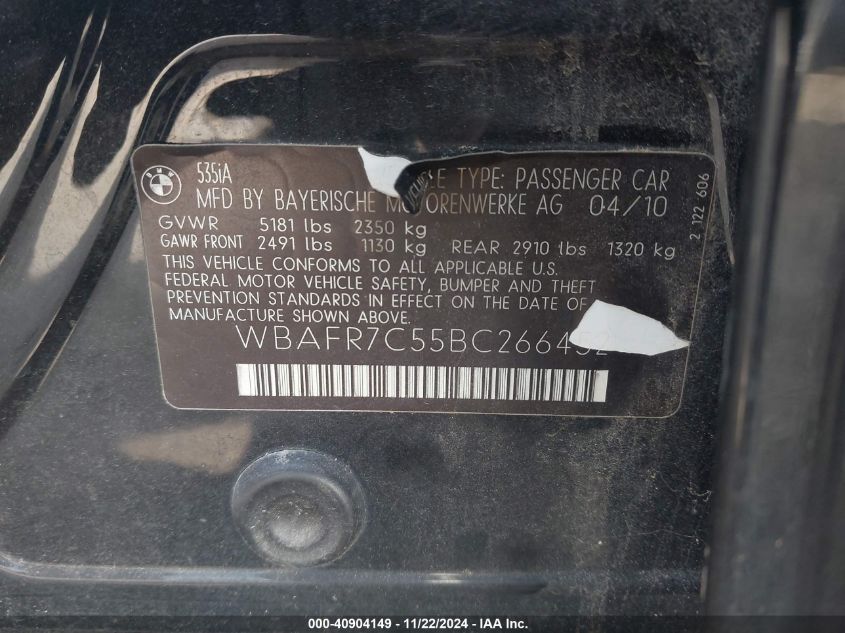 535iA LE TYPE: PASSENGER CAR
MFD BY BAYERISCHE MOTORENWERKE AG 04/10
GVWR 5181 lbs 2350 kg
GAWR FRONT 2491 lbs 1130 kg REAR 2910 lbs 1320 kg
THIS VEHICLE CONFORMS TO ALL APPLICABLE U.S.
FEDERAL MOTOR VEHICLE SAFETY, BUMPER AND THEFT
PREVENTION STANDARDS IN EFFECT ON THE DATE OF
MANUFACTURE SHOWN ABOVE.
WBAFR7C55BC266452
2 122 606
000-40904149 - 11/22/2024 - IAA Inc.